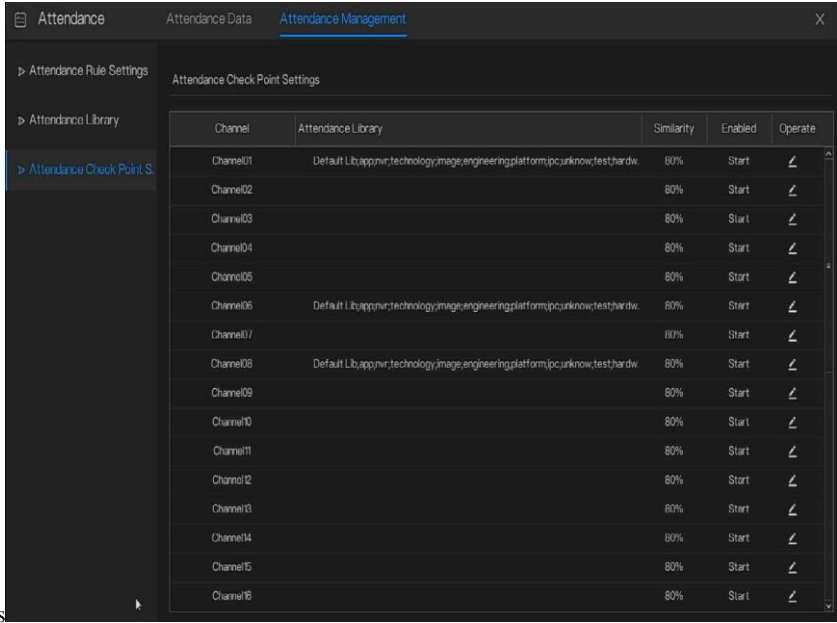 Attendance Attendance Data Attendance Management X
Attendance Rule Settings
Attendance Library
Attendance Check Point S.
Attendance Check Point Settings
Channel Attendance Library Similarity Enabled Operate
Channel01 Default Lib;app;nvr;technology;image;engineering;platform;ipc;unknow;test;hardw. 80% Start
Channel02 80% Start
Channel03 80% Start
Channel04 80% Start
Channel05 80% Start
Channel06 Default Lib;app;nvr;technology;image;engineering;platform;ipc;unknow;test;hardw. 80% Start
Channel07 80% Start
Channel08 Default Lib;app;nvr;technology;image;engineering;platform;ipc;unknow;test;hardw. 80% Start
Channel09 80% Start
Channel10 80% Start
Channel11 80% Start
Channel12 80% Start
Channel13 80% Start
Channel14 80% Start
Channel15 80% Start
Channel16 80% Start
s